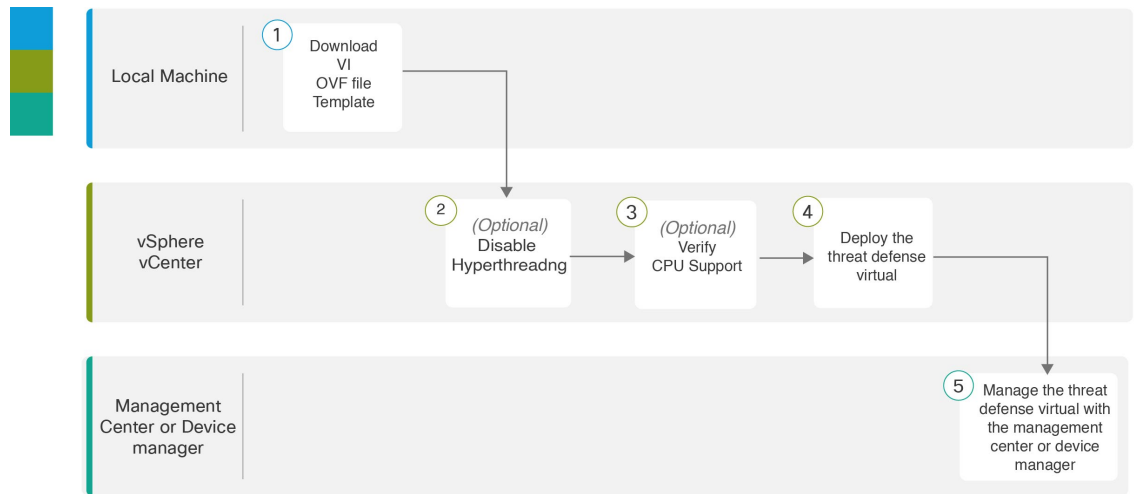 Local Machine
1
Download
VI
OVF file
Template
vSphere
vCenter
2
(Optional)
Disable
Hyperthreadng
3
(Optional)
Verify
CPU Support
4
Deploy the
threat defense
virtual
Management
Center or Device
manager
5
Manage the threat
defense virtual with
the management
center or device
manager